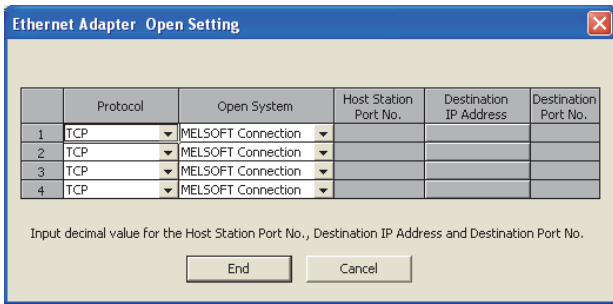 Ethernet Adapter Open Setting
Protocol Open System Host Station Port No. Destination IP Address Destination Port No.
1 TCP MELSOFT Connection
2 TCP MELSOFT Connection
3 TCP MELSOFT Connection
4 TCP MELSOFT Connection
Input decimal value for the Host Station Port No., Destination IP Address and Destination Port No.
End Cancel